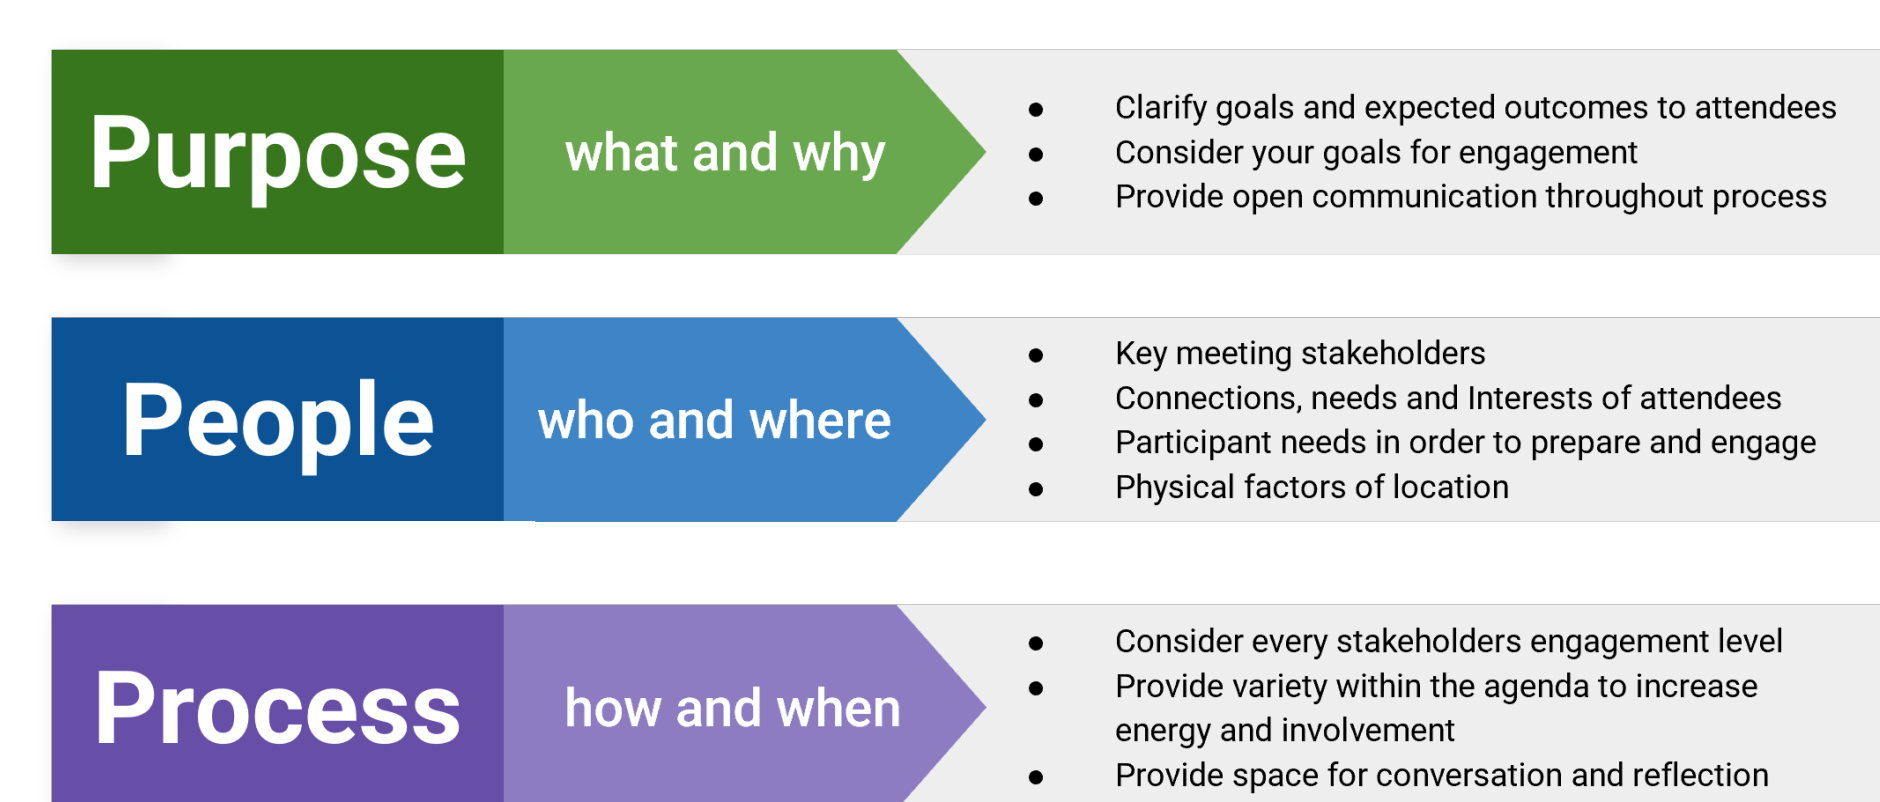 Purpose
what and why
● Clarify goals and expected outcomes to attendees
● Consider your goals for engagement
● Provide open communication throughout process
People
who and where
● Key meeting stakeholders
● Connections, needs and Interests of attendees
● Participant needs in order to prepare and engage
● Physical factors of location
Process
how and when
● Consider every stakeholders engagement level
● Provide variety within the agenda to increase
energy and involvement
● Provide space for conversation and reflection